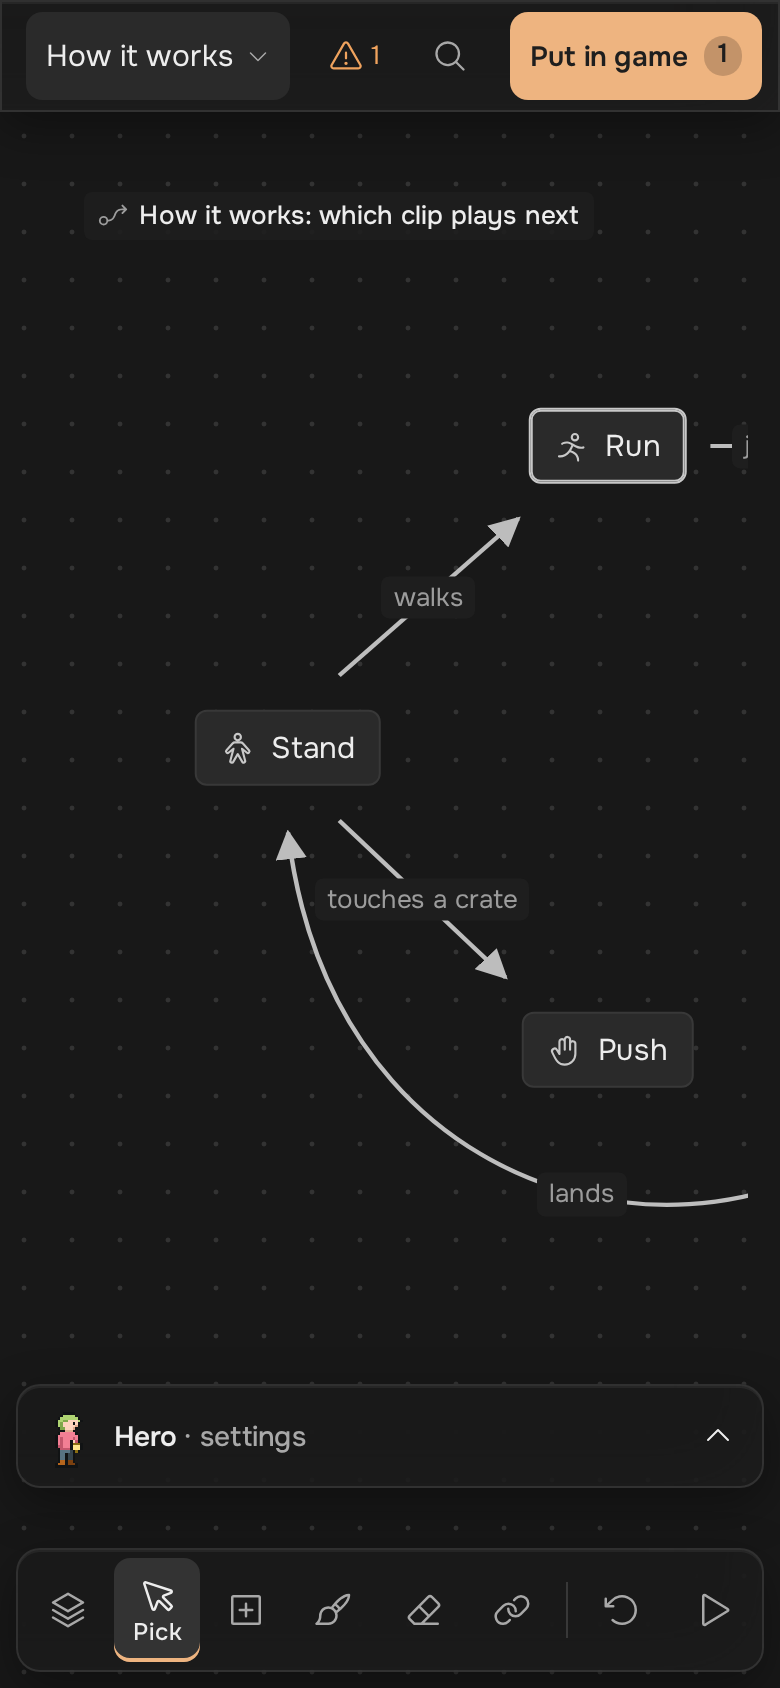 How it works
1
Put in game 1
How it works: which clip plays next
Run
j
walks
Stand
touches a crate
Push
lands
Hero · settings
Pick